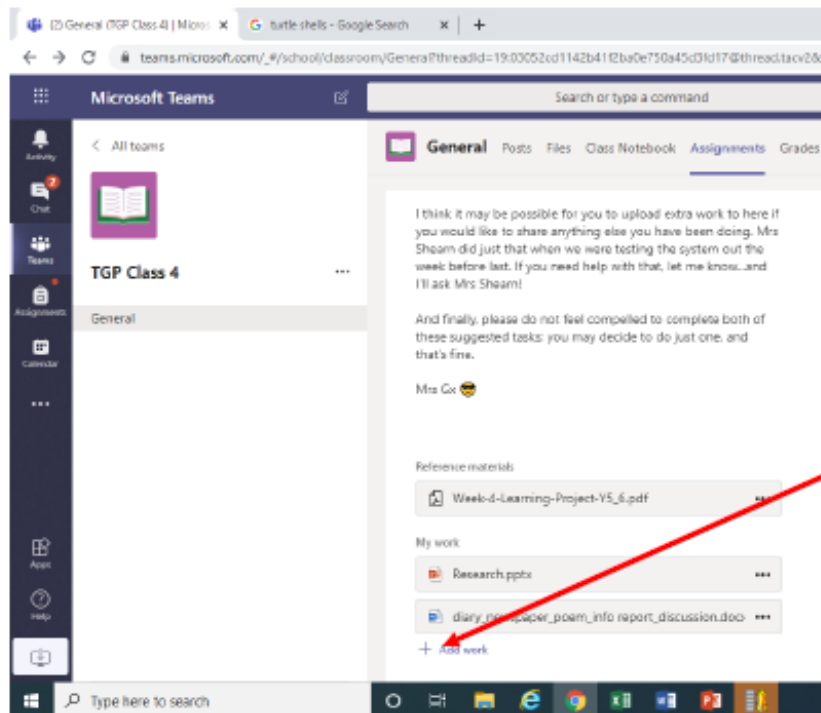 (2) General (TGP Class 4) | Micros
turtle shells - Google Search
teams.microsoft.com/_#/school/classroom/General?threadId=19:03052cd1142b41f2ba0e750a45d3fd17@thread.tacv2&c
Microsoft Teams
Search or type a command
Activity
Chat
2
Teams
Assignments
Calendar
Apps
Help
All teams
TGP Class 4
General
General Posts Files Class Notebook Assignments Grades
I think it may be possible for you to upload extra work to here if
you would like to share anything else you have been doing. Mrs
Shearn did just that when we were testing the system out the
week before last. If you need help with that, let me know...and
I'll ask Mrs Shearn!
And finally, please do not feel compelled to complete both of
these suggested tasks: you may decide to do just one, and
that's fine.
Mrs Gx
Reference materials
Week-4-Learning-Project-Y5_6.pdf
My work
Research.pptx
diary_newspaper_poem_info report_discussion.docx
Add work
Type here to search